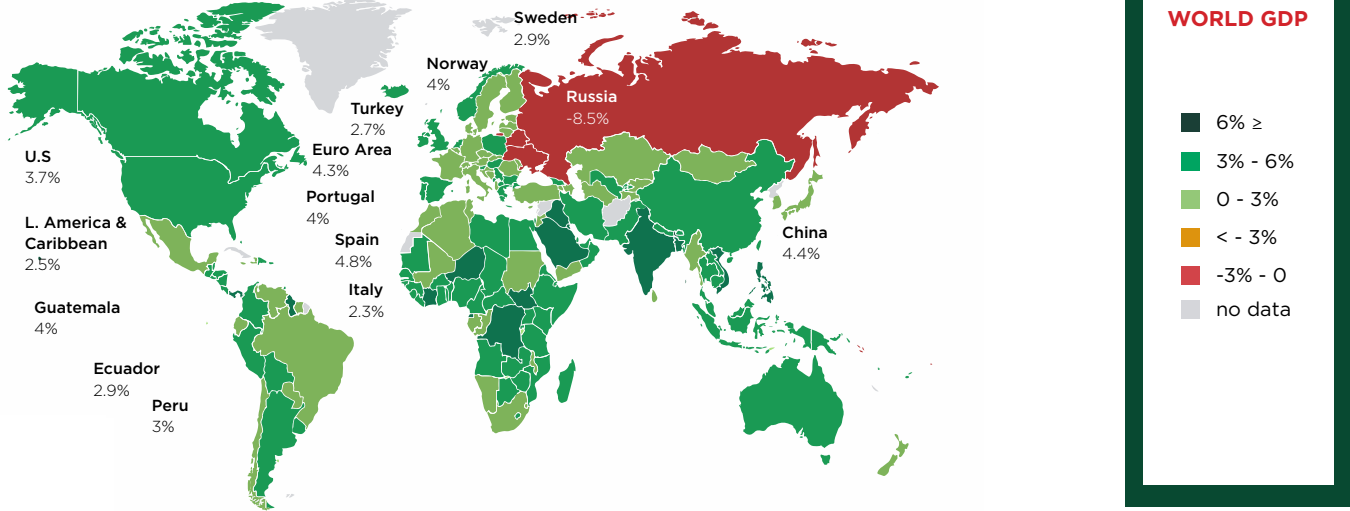 Sweden
2.9%
Norway
4%
Russia
-8.5%
Turkey
2.7%
Euro Area
4.3%
U.S
3.7%
Portugal
4%
L. America &
Caribbean
2.5%
Spain
4.8%
China
4.4%
Italy
2.3%
Guatemala
4%
Ecuador
2.9%
Peru
3%
WORLD GDP
6% ≥
3% - 6%
0 - 3%
< - 3%
-3% - 0
no data